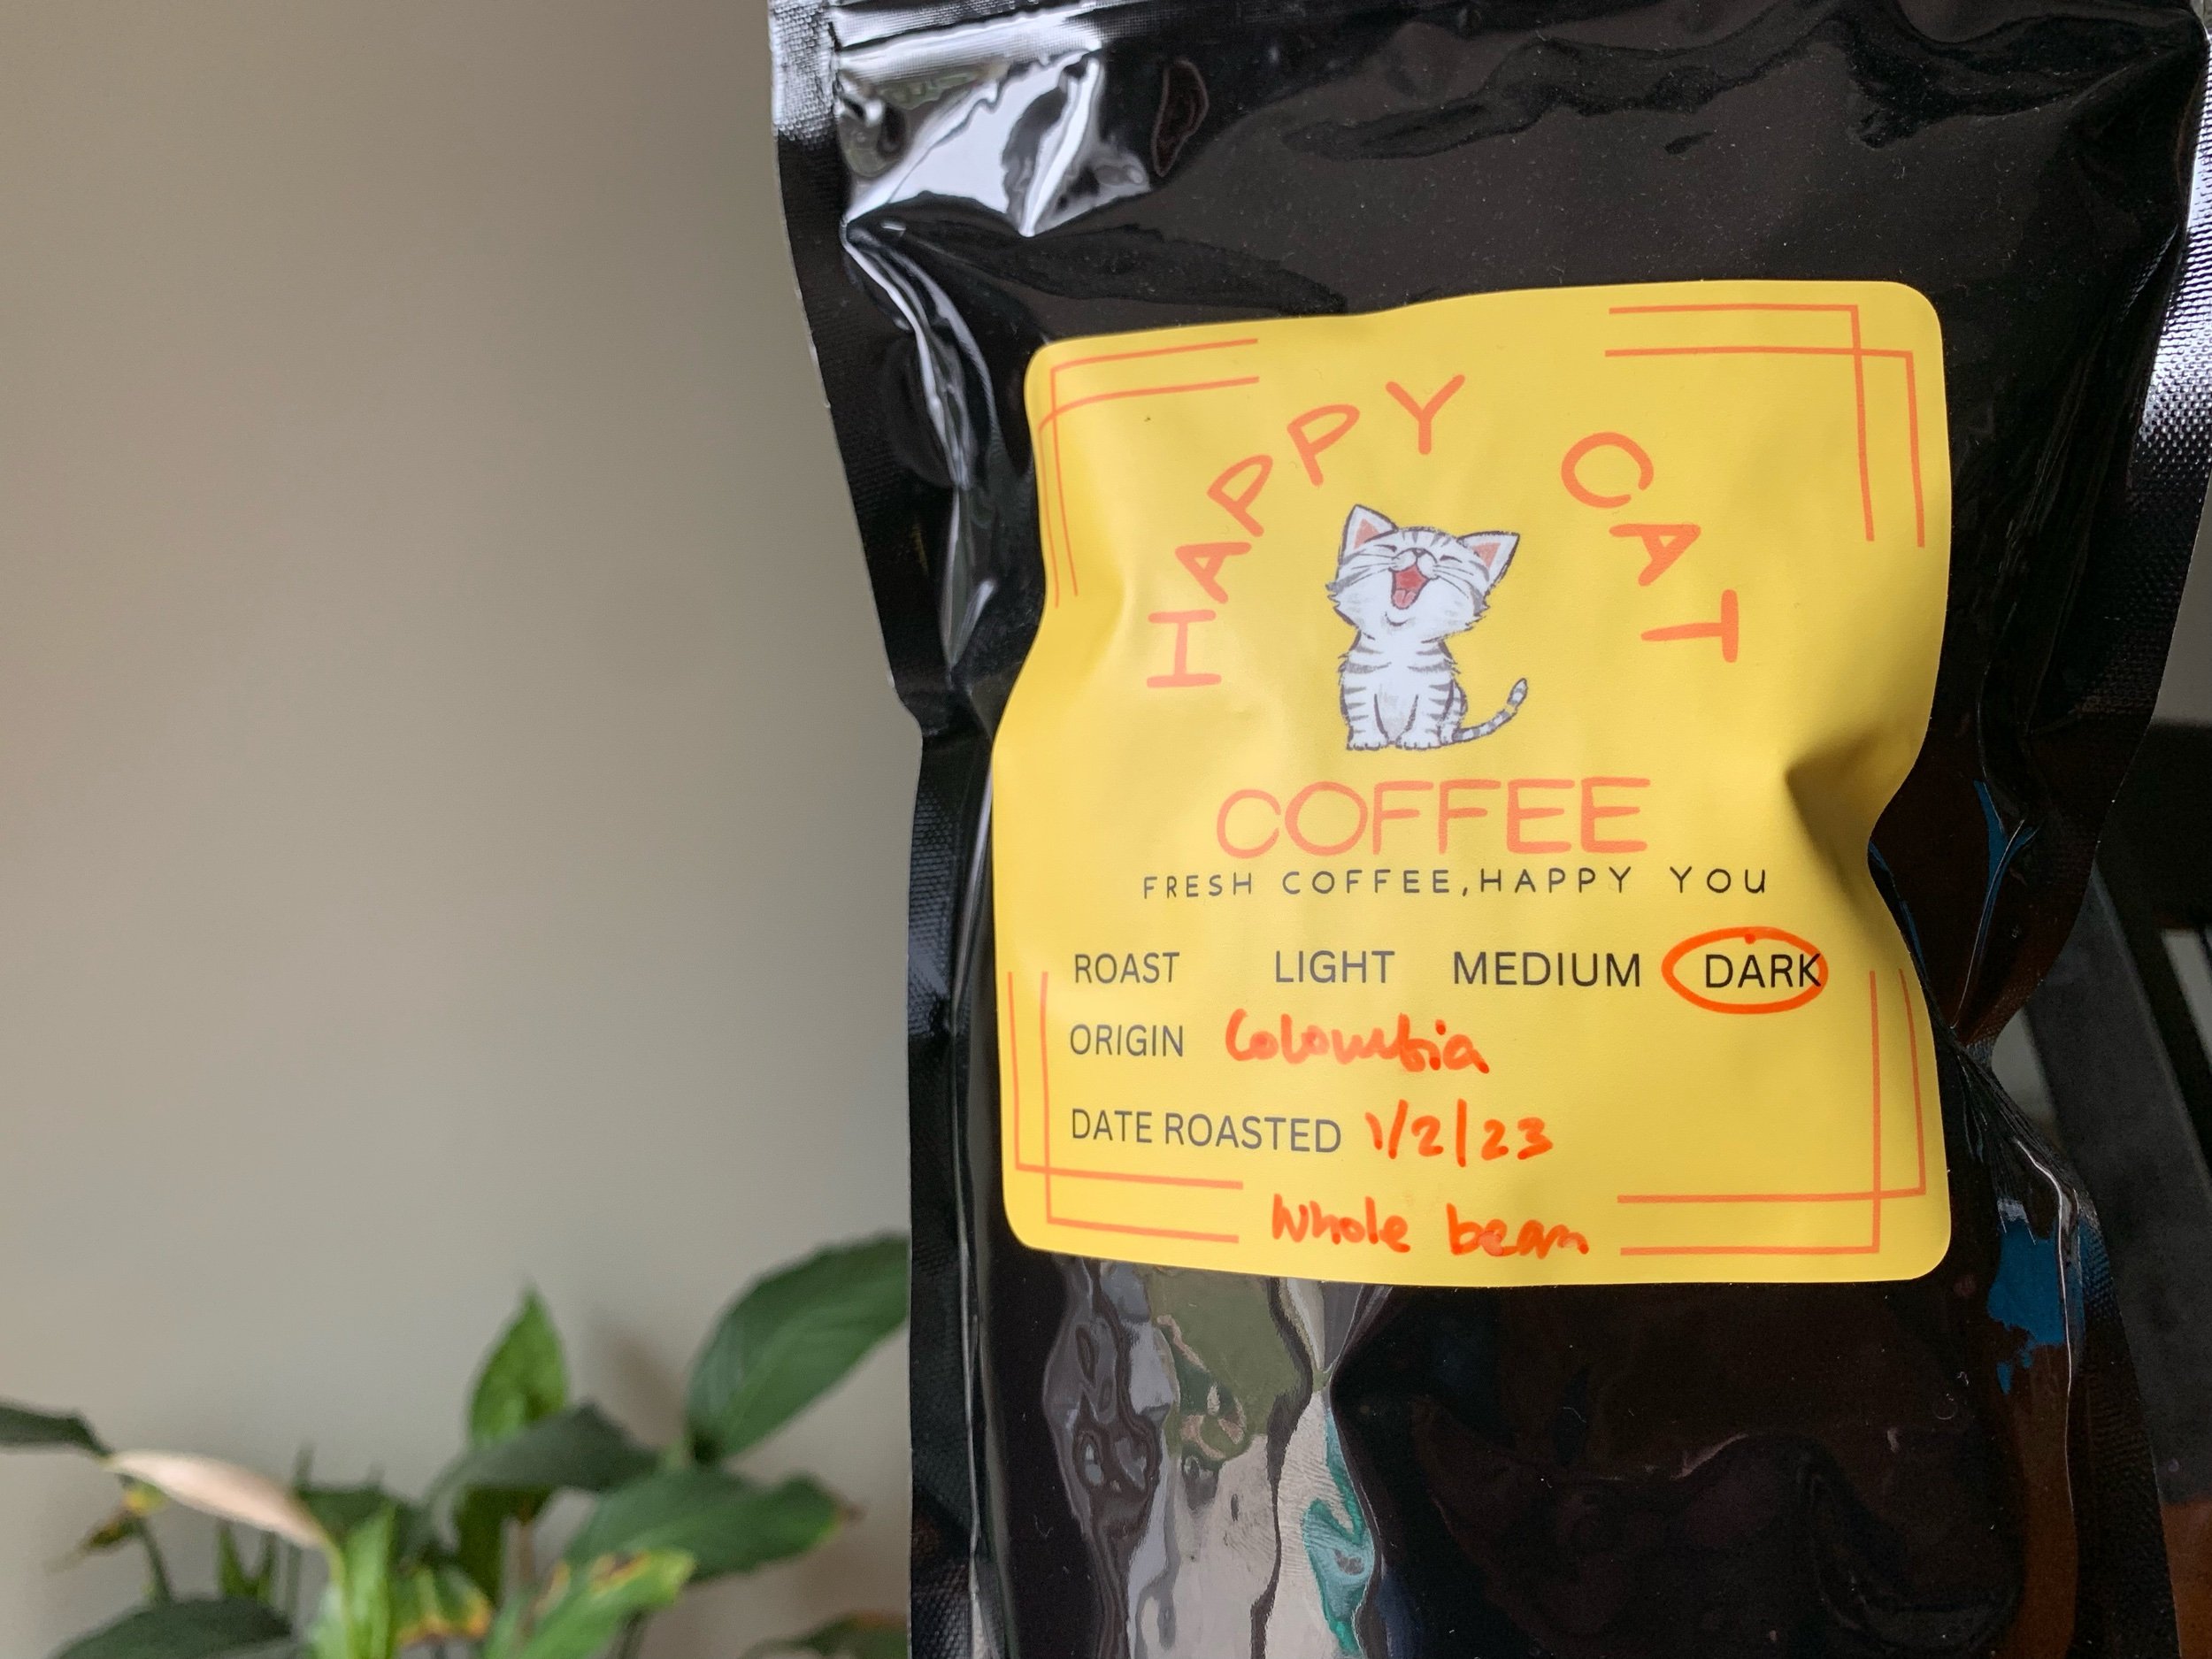 HAPPY CAT
COFFEE
FRESH COFFEE, HAPPY YOU
ROAST LIGHT MEDIUM DARK
ORIGIN Colombia
DATE ROASTED 1/2/23
Whole bean